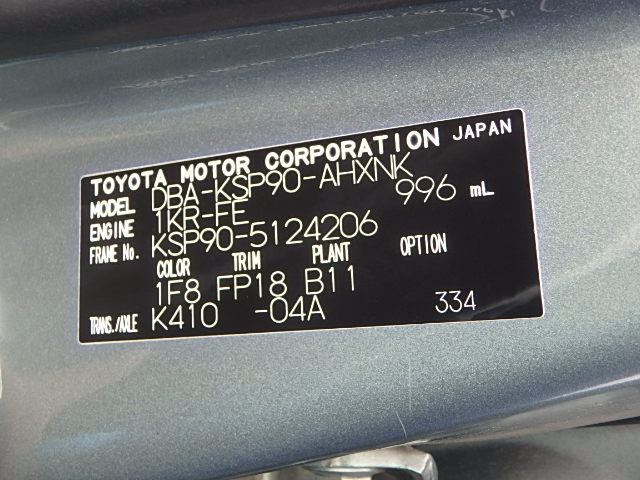 TOYOTA MOTOR CORPORATION JAPAN
MODEL DBA-KSP90-AHXNK
ENGINE 1KR-FE 996 mL
FRAME No. KSP90-5124206
COLOR TRIM PLANT OPTION
1F8 FP18 B11
TRANS./AXLE K410 -04A 334